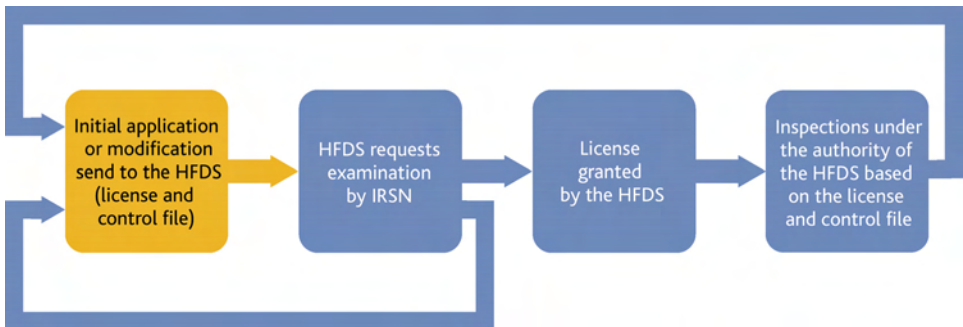 Initial application
or modification
send to the HFDS
(license and
control file)
HFDS requests
examination
by IRSN
License
granted
by the HFDS
Inspections under
the authority of
the HFDS based
on the license
and control file